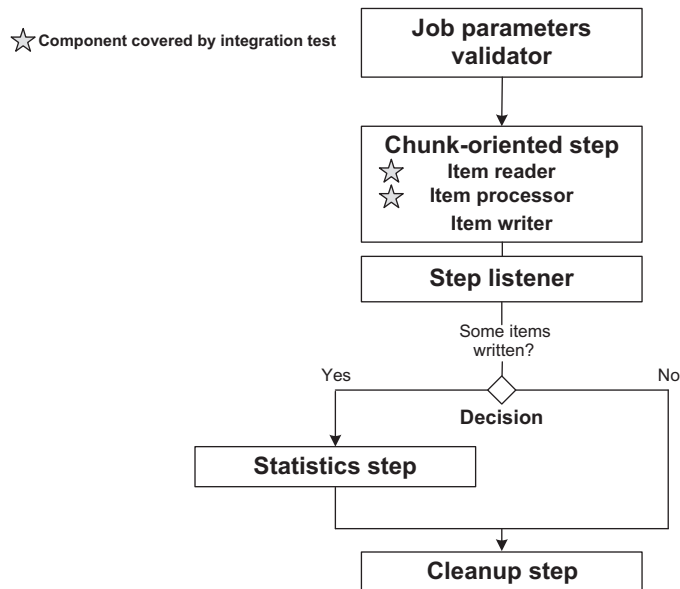 Component covered by integration test
Job parameters
validator
Chunk-oriented step
Item reader
Item processor
Item writer
Step listener
Some items
written?
Yes
No
Decision
Statistics step
Cleanup step